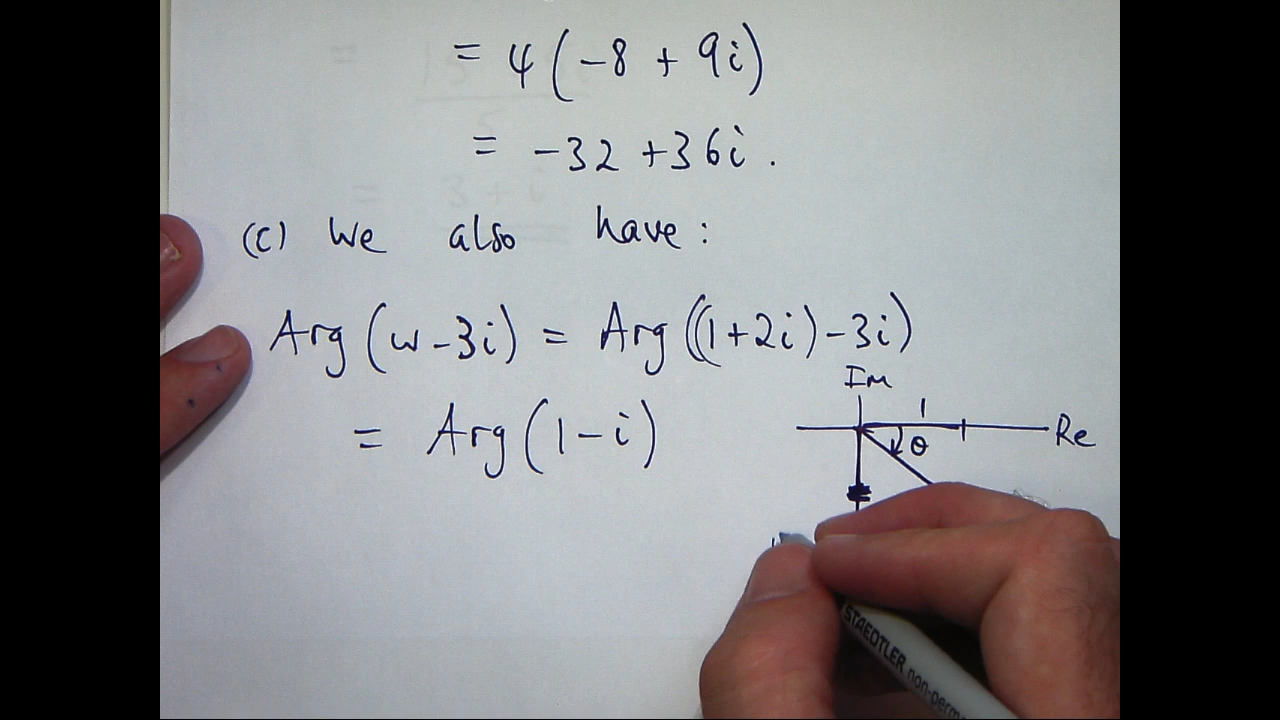 = 4(-8 + 9i)
= -32 + 36i.
(c) We also have:
Arg(w-3i) = Arg((1+2i)-3i)
= Arg(1-i)
Im
1
Re
θ
STAEDTLER